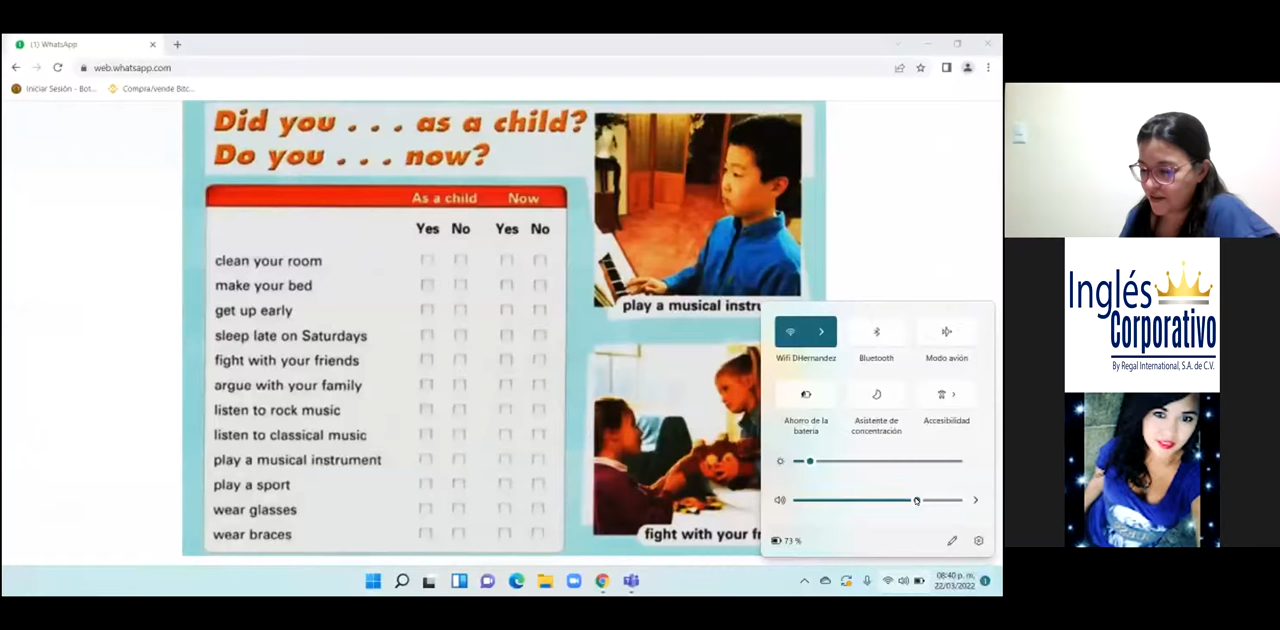 (1) WhatsApp
web.whatsapp.com
Iniciar Sesión - Bot...
Compra/vende Bitc...
Did you . . . as a child?
Do you . . . now?
As a child Now
Yes No Yes No
clean your room
make your bed
get up early
sleep late on Saturdays
fight with your friends
argue with your family
listen to rock music
listen to classical music
play a musical instrument
play a sport
wear glasses
wear braces
play a musical instru
fight with your f
Wifi DHernandez
Bluetooth
Modo avión
Ahorro de la
batería
Asistente de
concentración
Accesibilidad
73 %
08:40 p. m.
22/03/2022
1
Inglés
Corporativo
By Regal International, S.A. de C.V.